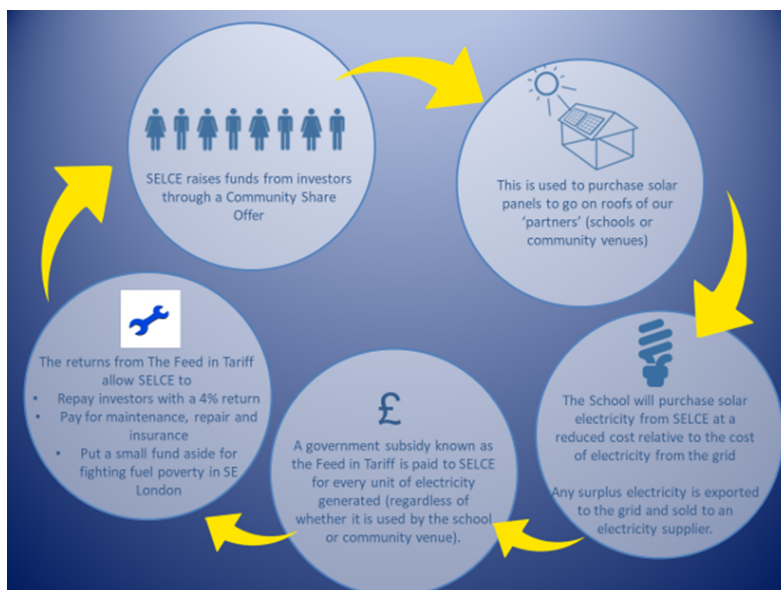 SELCE raises funds from investors
through a Community Share
Offer
This is used to purchase solar
panels to go on roofs of our
‘partners’ (schools or
community venues)
The School will purchase solar
electricity from SELCE at a
reduced cost relative to the cost
of electricity from the grid
Any surplus electricity is exported
to the grid and sold to an
electricity supplier.
£
A government subsidy known as
the Feed in Tariff is paid to SELCE
for every unit of electricity
generated (regardless of
whether it is used by the school
or community venue).
The returns from The Feed in Tariff
allow SELCE to
• Repay investors with a 4% return
• Pay for maintenance, repair and
insurance
• Put a small fund aside for
fighting fuel poverty in SE
London